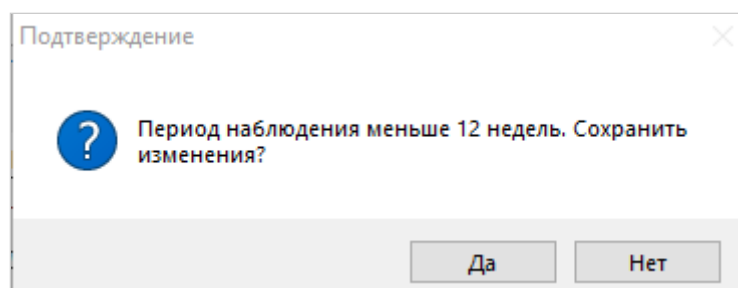 Подтверждение
Период наблюдения меньше 12 недель. Сохранить
изменения?
Да
Нет